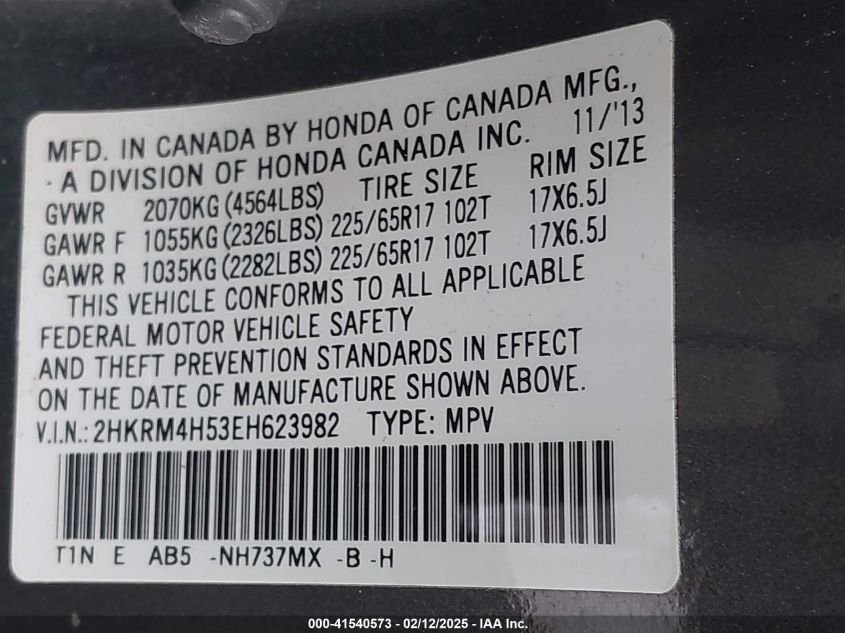 MFD. IN CANADA BY HONDA OF CANADA MFG.,
· A DIVISION OF HONDA CANADA INC. 11/'13
GVWR 2070KG (4564LBS) TIRE SIZE RIM SIZE
GAWR F 1055KG (2326LBS) 225/65R17 102T 17X6.5J
GAWR R 1035KG (2282LBS) 225/65R17 102T 17X6.5J
THIS VEHICLE CONFORMS TO ALL APPLICABLE
FEDERAL MOTOR VEHICLE SAFETY
AND THEFT PREVENTION STANDARDS IN EFFECT
ON THE DATE OF MANUFACTURE SHOWN ABOVE.
V.I.N.: 2HKRM4H53EH623982 TYPE: MPV
T1N E AB5 -NH737MX -B -H
000-41540573 - 02/12/2025 - IAA Inc.